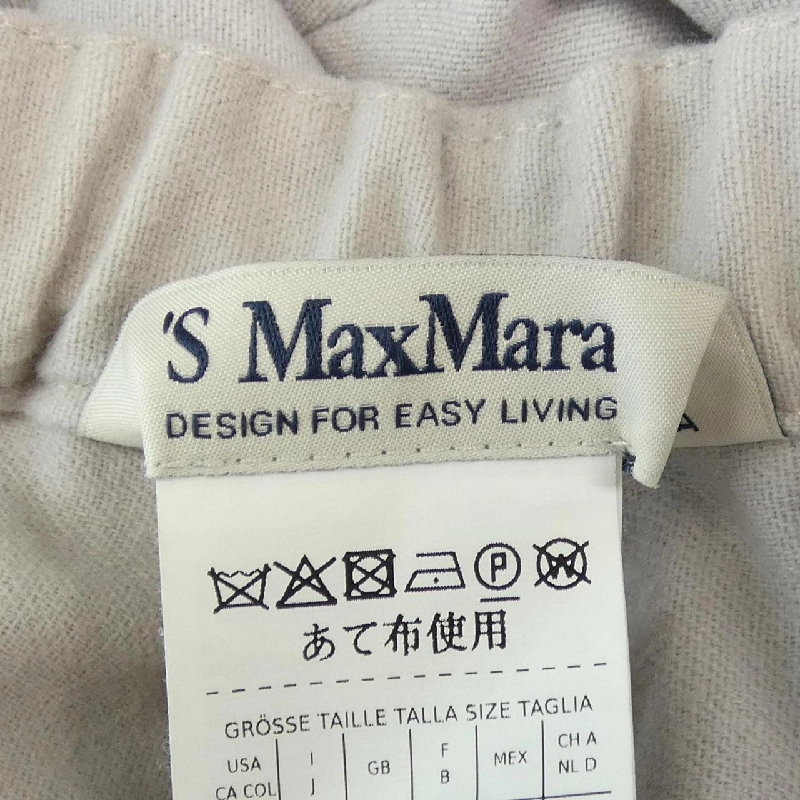 'S MaxMara
DESIGN FOR EASY LIVING
A
P W
あて布使用
GRÖSSE TAILLE TALLA SIZE TAGLIA
USA I GB F MEX CH A
CA COL J B NL D